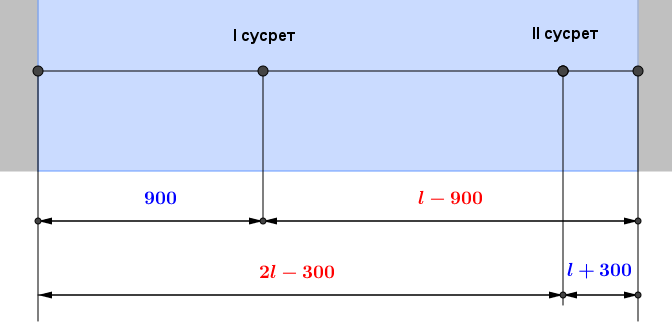 I сусрет
II сусрет
900
l − 900
2l − 300
l + 300